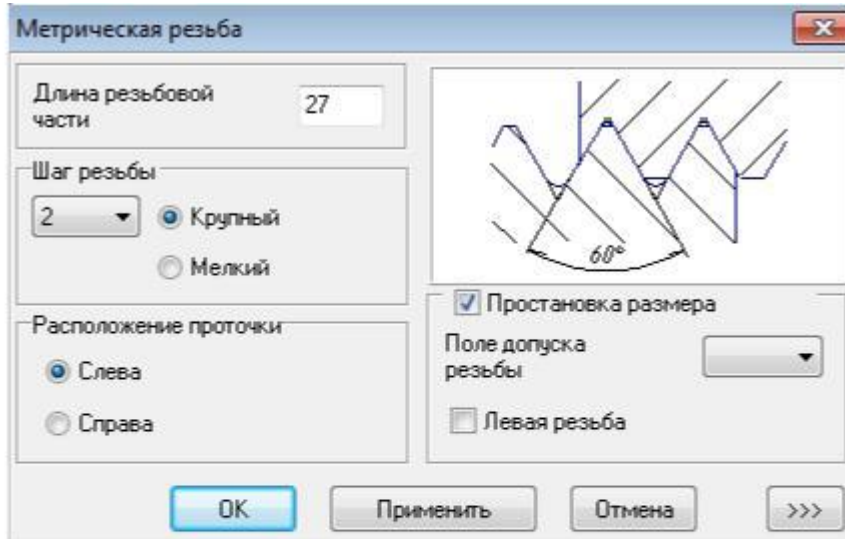 Метрическая резьба
Длина резьбовой
части
27
Шаг резьбы
2
Крупный
Мелкий
Расположение проточки
Слева
Справа
60°
Простановка размера
Поле допуска
резьбы
Левая резьба
OK
Применить
Отмена
>>>